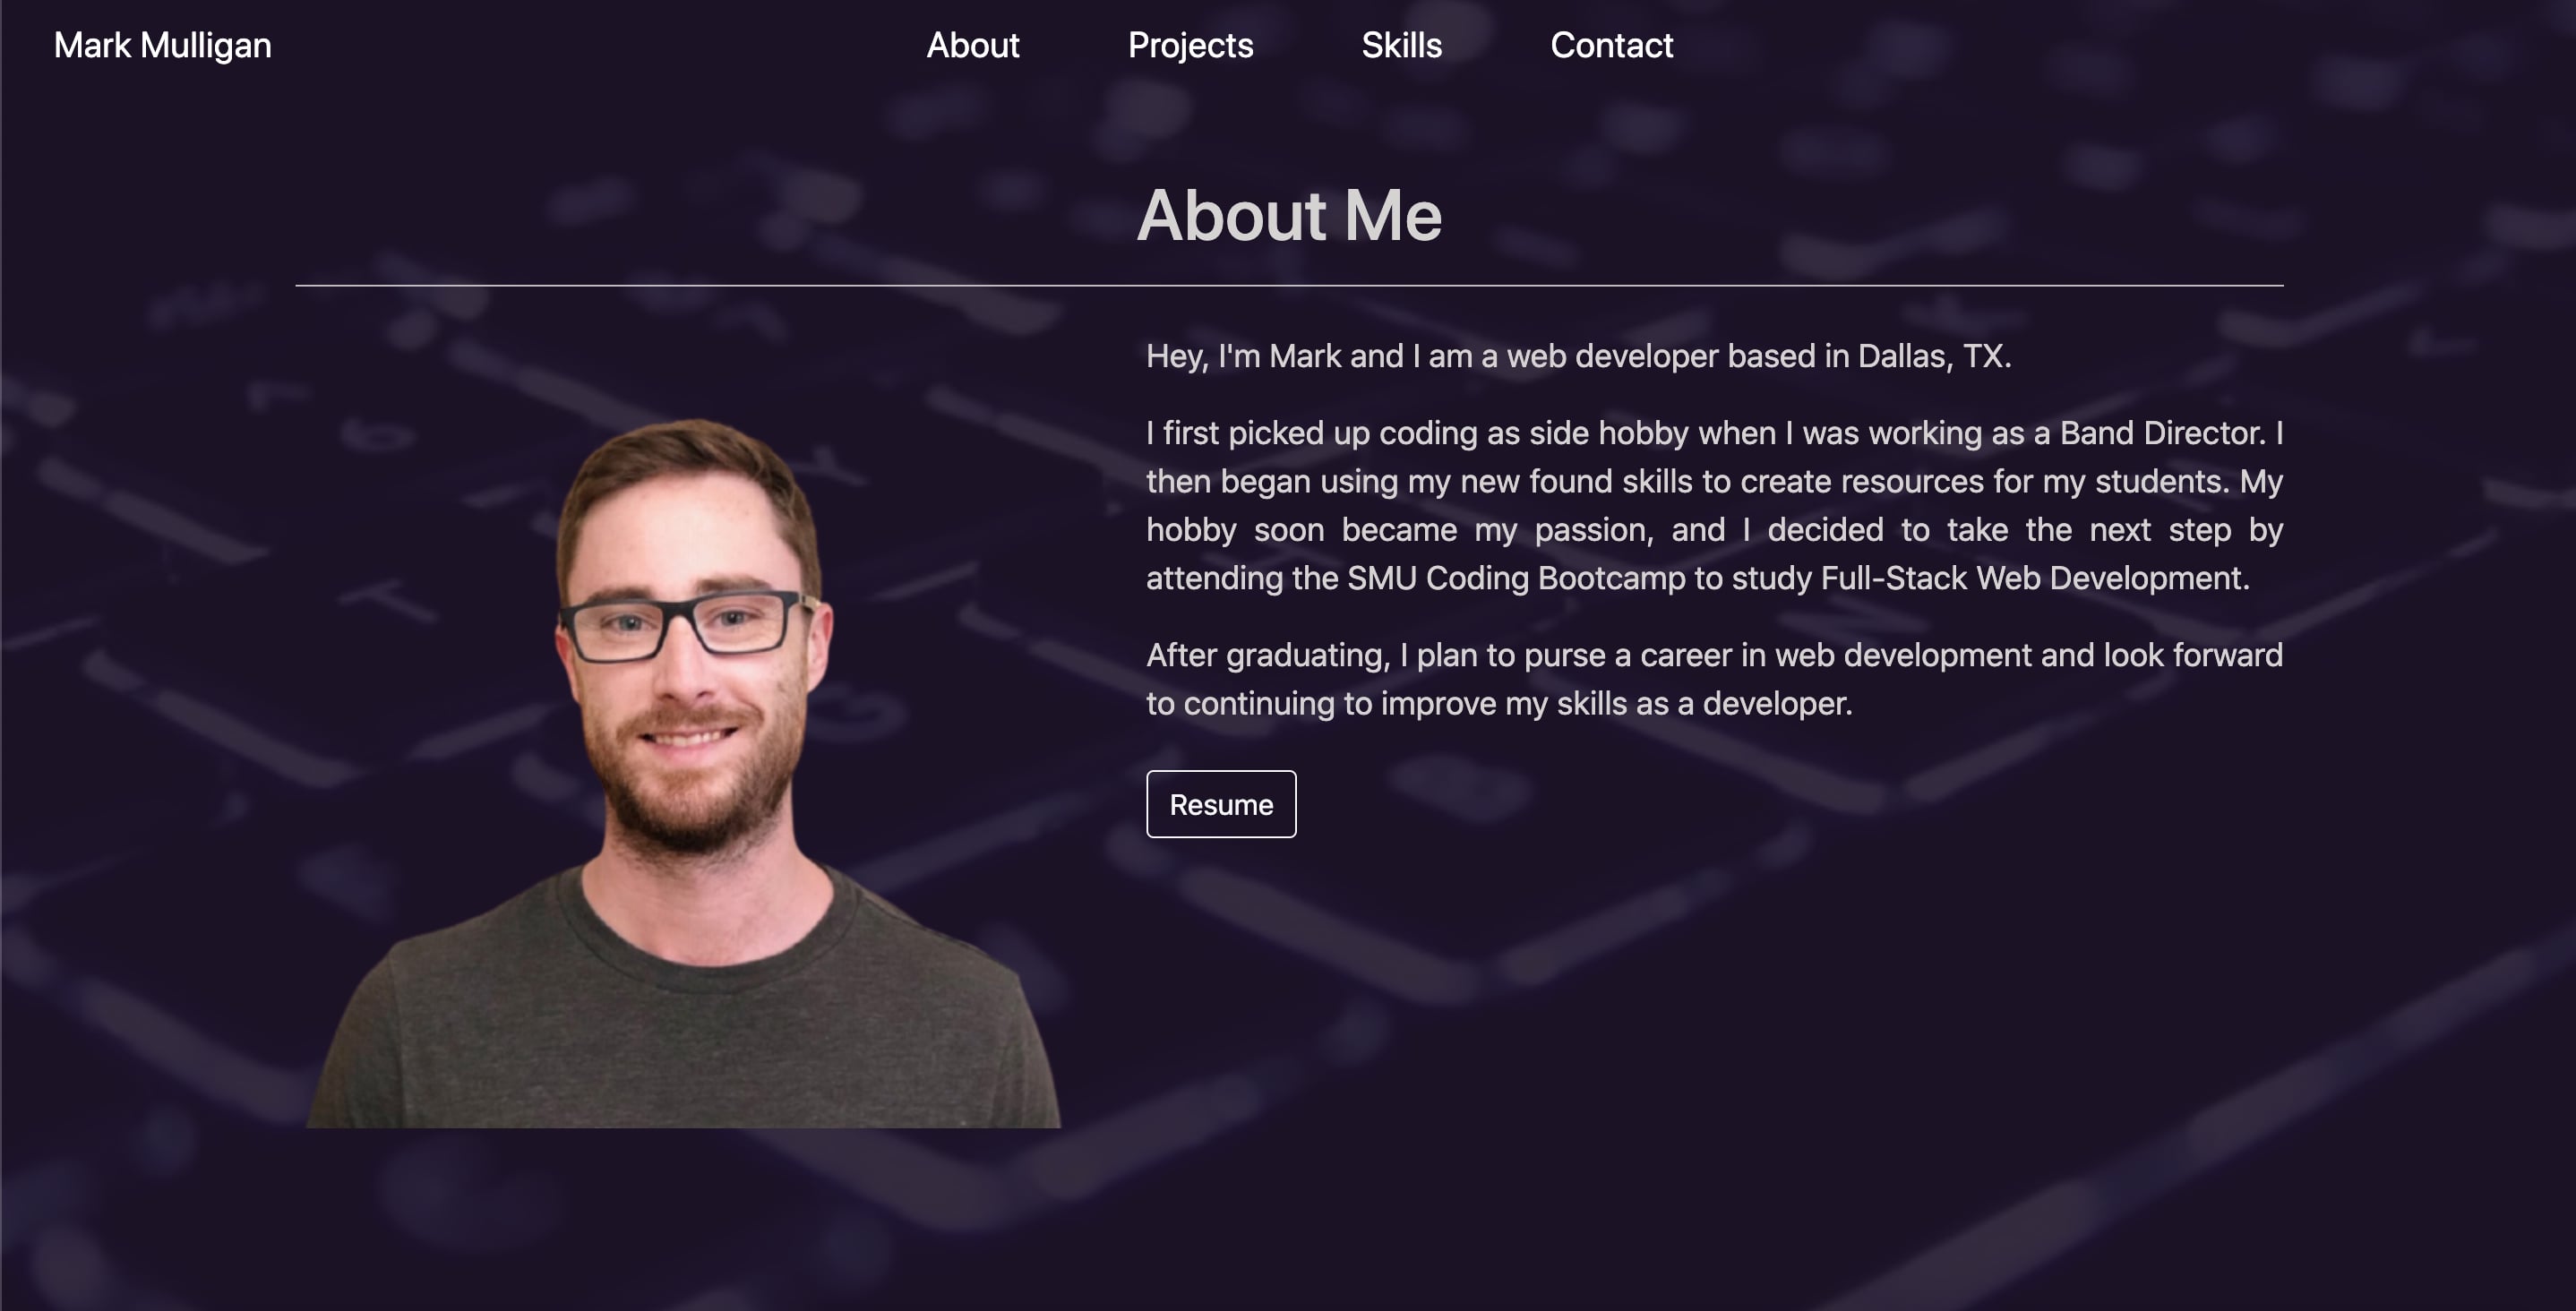 Mark Mulligan
About
Projects
Skills
Contact
About Me
Hey, I'm Mark and I am a web developer based in Dallas, TX.
I first picked up coding as side hobby when I was working as a Band Director. I
then began using my new found skills to create resources for my students. My
hobby soon became my passion, and I decided to take the next step by
attending the SMU Coding Bootcamp to study Full-Stack Web Development.
After graduating, I plan to purse a career in web development and look forward
to continuing to improve my skills as a developer.
Resume